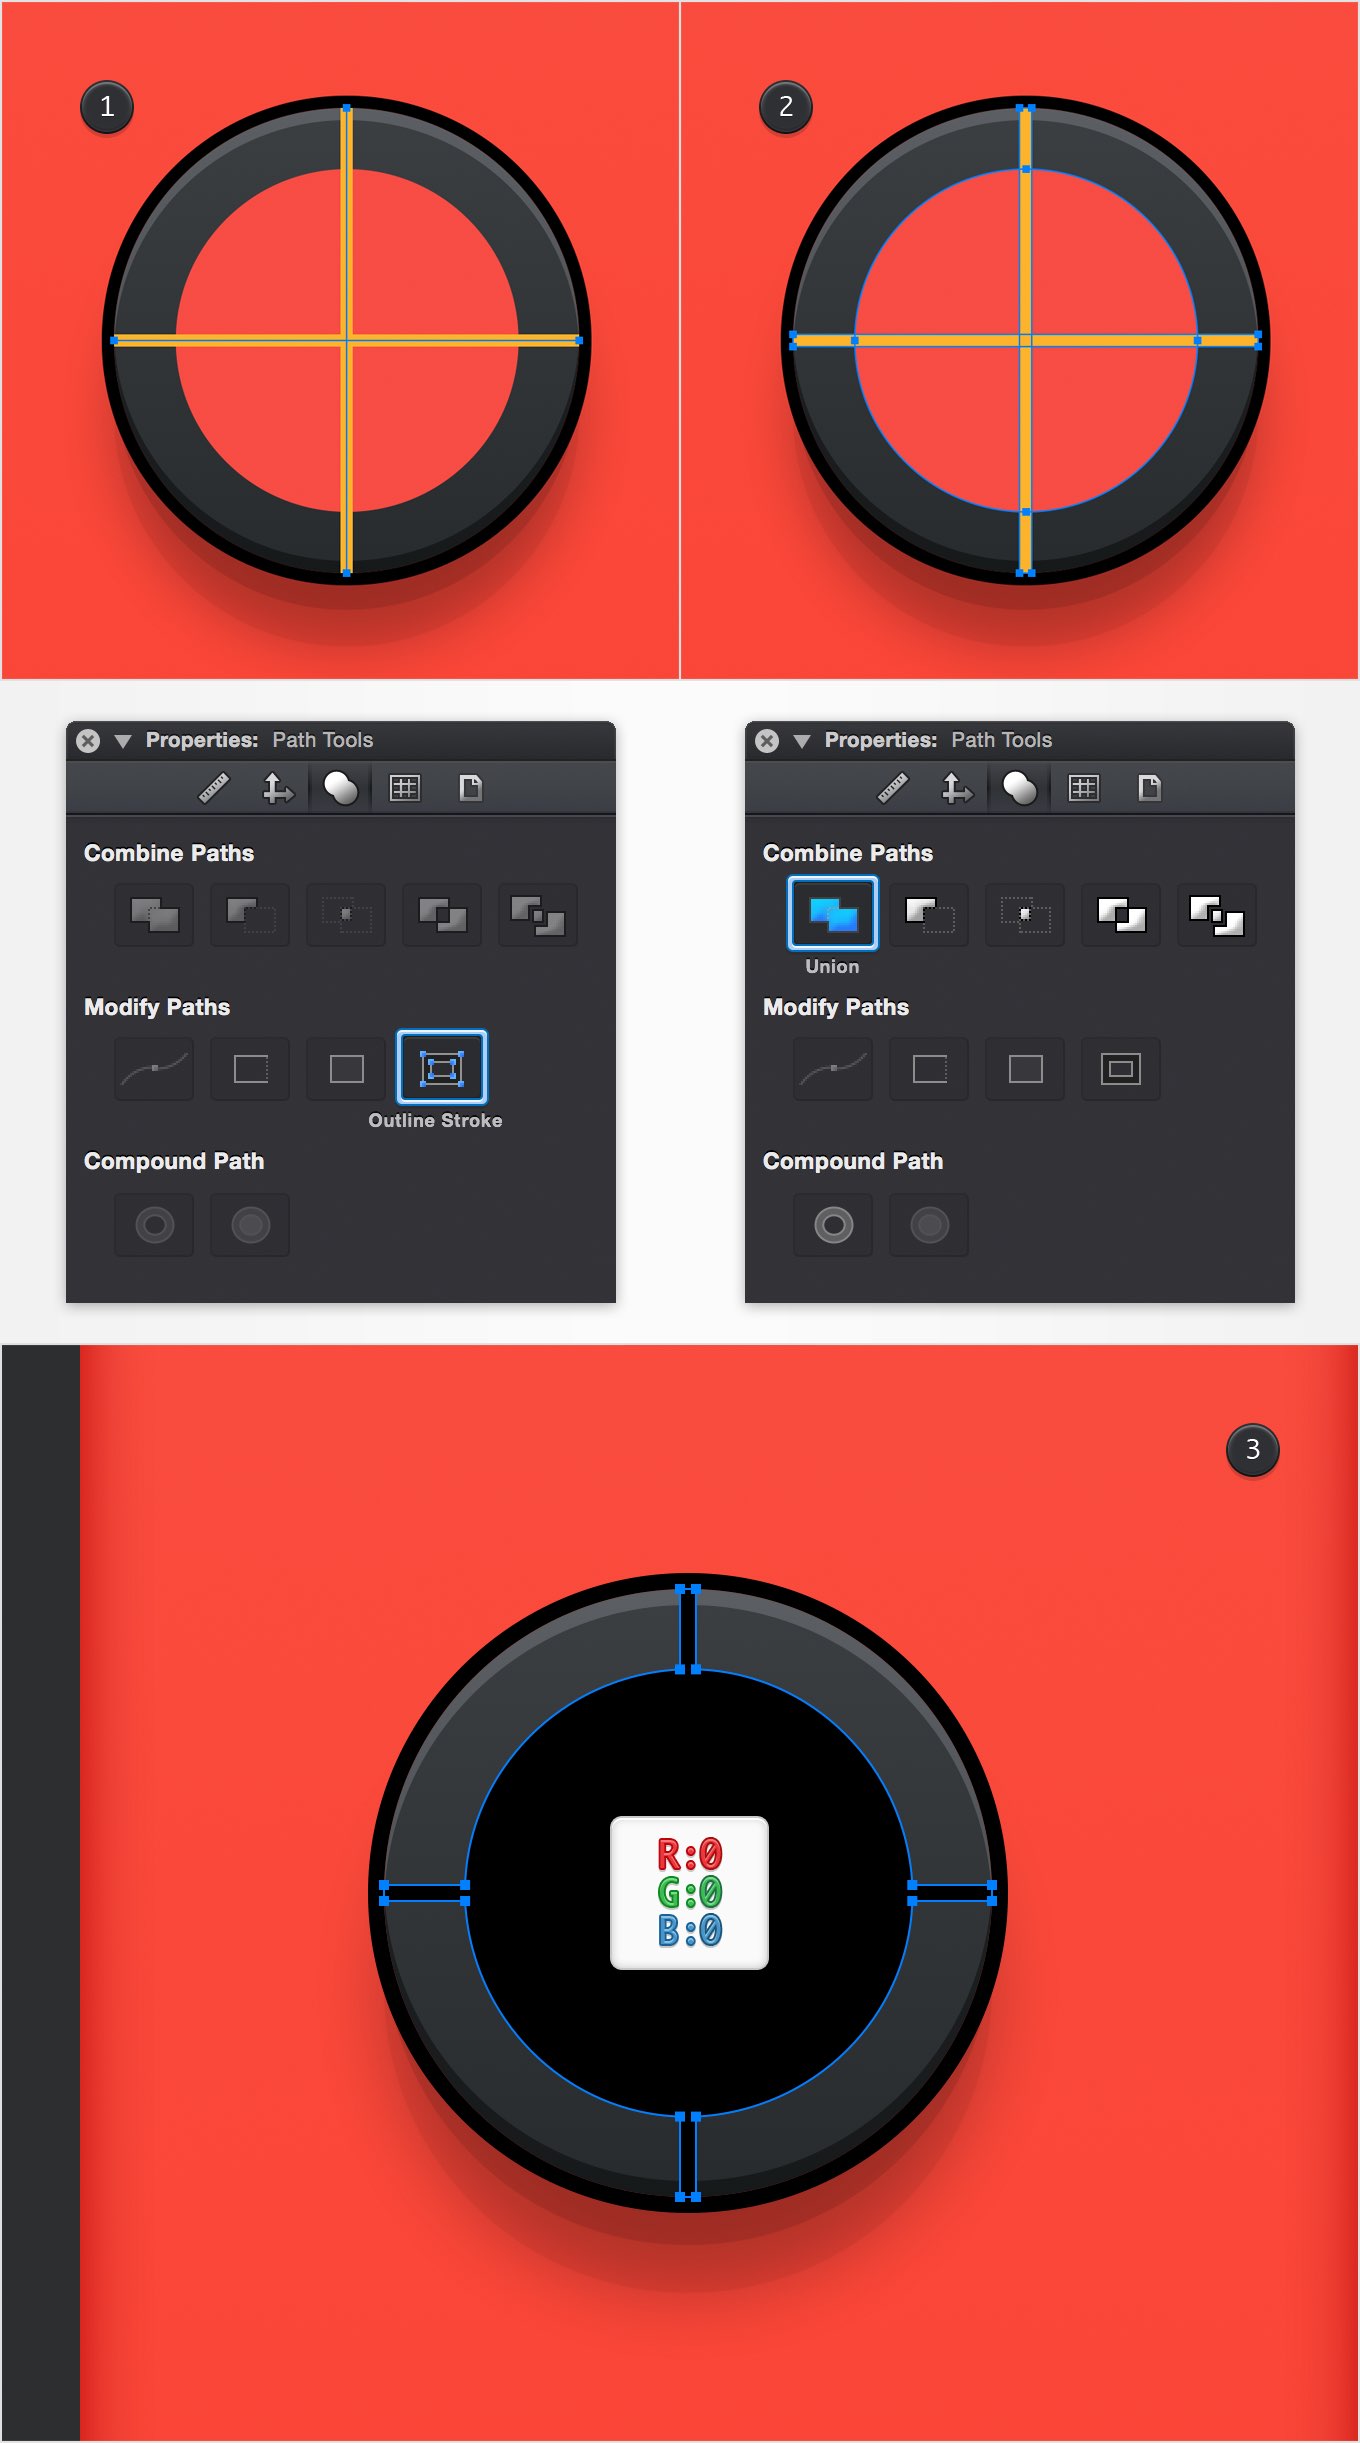 1
2
Properties: Path Tools
Combine Paths
Modify Paths
Outline Stroke
Compound Path
Properties: Path Tools
Combine Paths
Union
Modify Paths
Compound Path
3
R:0
G:0
B:0